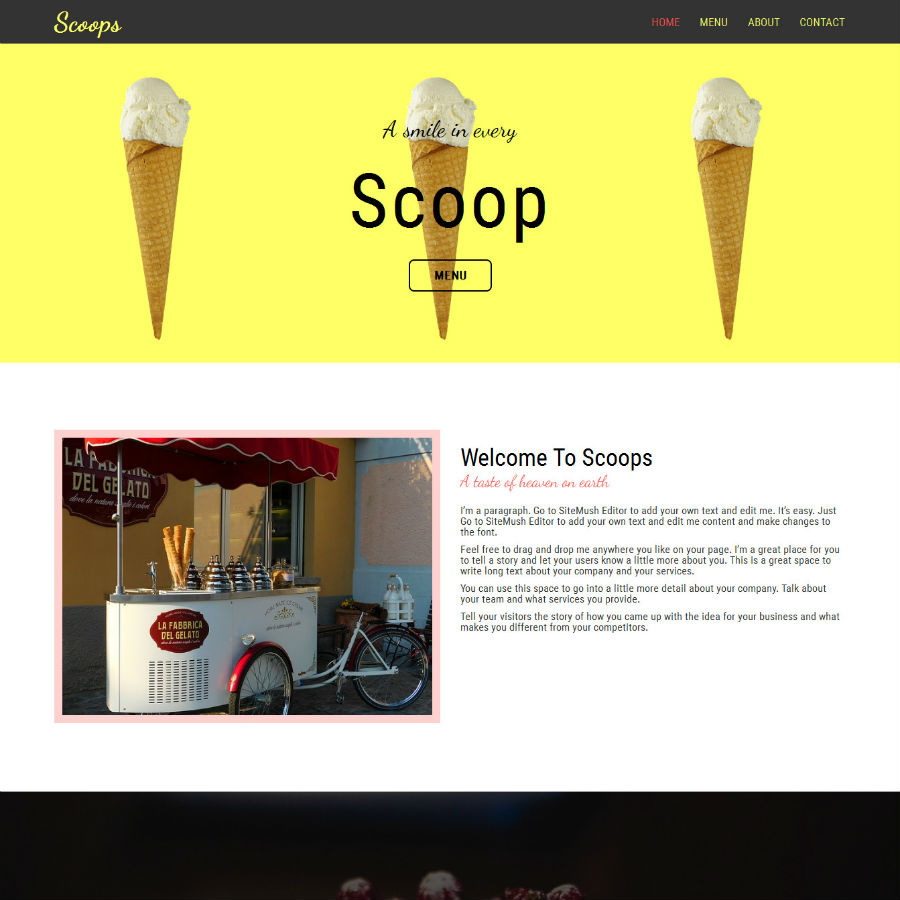 Scoops
HOME MENU ABOUT CONTACT
A smile in every
Scoop
MENU
DEL GELATO
LA FABBRICA
DEL GELATO
Welcome To Scoops
A taste of heaven on earth
I'm a paragraph. Go to SiteMush Editor to add your own text and edit me. It's easy. Just
Go to SiteMush Editor to add your own text and edit me content and make changes to
the font.
Feel free to drag and drop me anywhere you like on your page. I'm a great place for you
to tell a story and let your users know a little more about you. This is a great space to
write long text about your company and your services.
You can use this space to go into a little more detail about your company. Talk about
your team and what services you provide.
Tell your visitors the story of how you came up with the idea for your business and what
makes you different from your competitors.